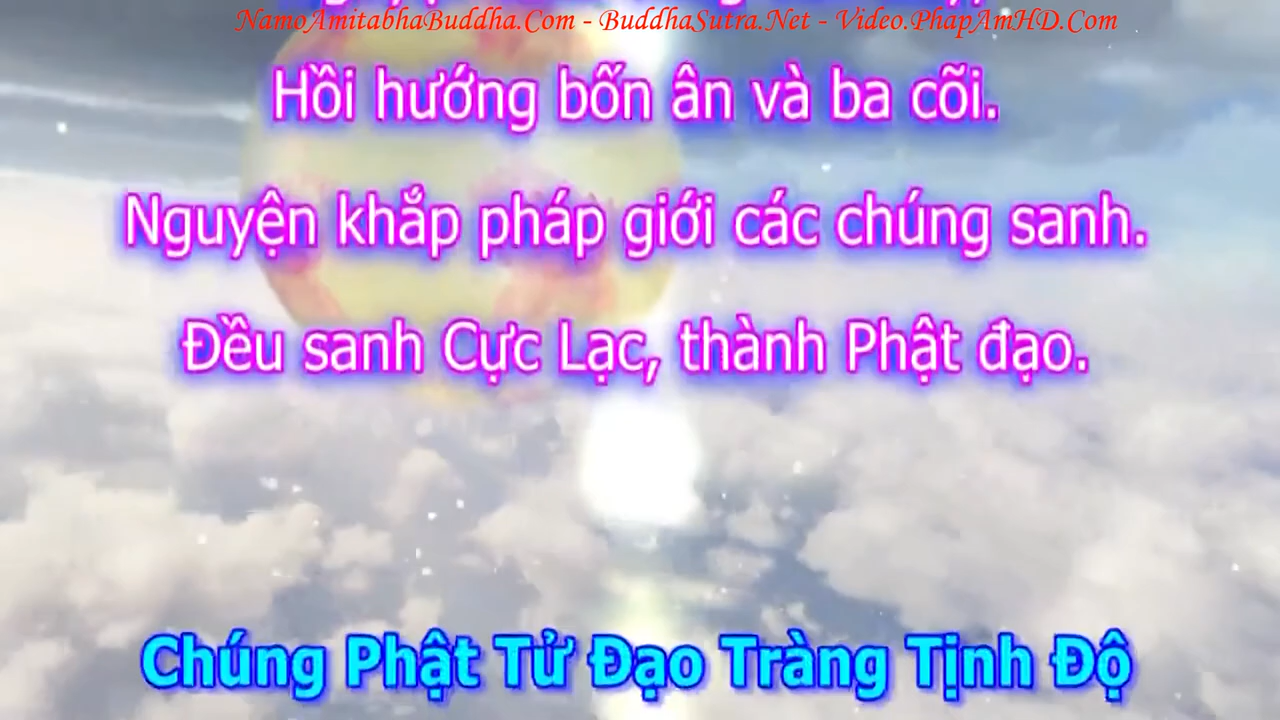 NamoAmitabhaBuddha.Com - BuddhaSutra.Net - Video.PhapAmHD.Com
Hồi hướng bốn ân và ba cõi.
Nguyện khắp pháp giới các chúng sanh.
Đều sanh Cực Lạc, thành Phật đạo.
Chúng Phật Tử Đạo Tràng Tịnh Độ